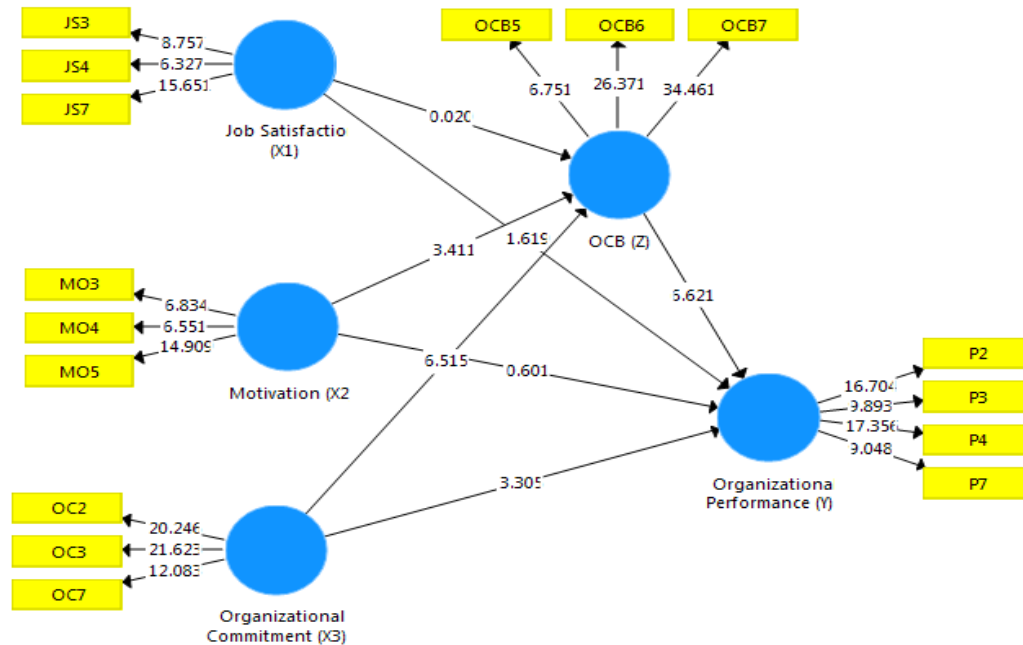 JS3
JS4
JS7
8.757
6.327
15.651
Job Satisfactio
(X1)
OCB5
OCB6
OCB7
6.751
26.371
34.461
OCB (Z)
0.020
1.619
3.411
MO3
MO4
MO5
6.834
6.551
14.909
Motivation (X2
6.515
0.601
5.621
3.305
OC2
OC3
OC7
20.246
21.623
12.083
Organizational
Commitment (X3)
P2
P3
P4
P7
16.704
9.893
17.356
9.048
Organizationa
Performance (Y)